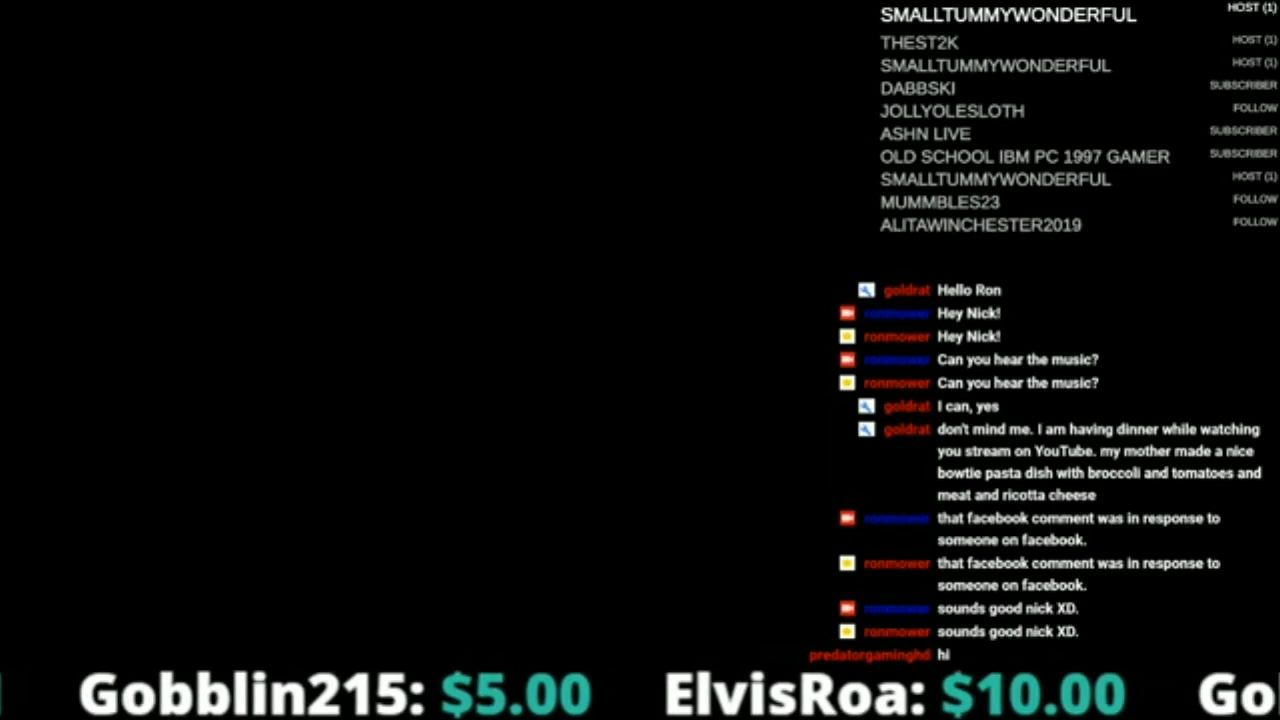 SMALLTUMMYWONDERFUL HOST (1)
THEST2K HOST (1)
SMALLTUMMYWONDERFUL HOST (1)
DABBSKI SUBSCRIBER
JOLLYOLESLOTH FOLLOW
ASHN LIVE SUBSCRIBER
OLD SCHOOL IBM PC 1997 GAMER SUBSCRIBER
SMALLTUMMYWONDERFUL HOST (1)
MUMMBLES23 FOLLOW
ALITAWINCHESTER2019 FOLLOW
goldrat Hello Ron
ronmower Hey Nick!
ronmower Hey Nick!
ronmower Can you hear the music?
ronmower Can you hear the music?
goldrat I can, yes
goldrat don't mind me. I am having dinner while watching
you stream on YouTube. my mother made a nice
bowtie pasta dish with broccoli and tomatoes and
meat and ricotta cheese
ronmower that facebook comment was in response to
someone on facebook.
ronmower that facebook comment was in response to
someone on facebook.
ronmower sounds good nick XD.
ronmower sounds good nick XD.
predatorgaminghd hi
Gobblin215: $5.00 ElvisRoa: $10.00 Go